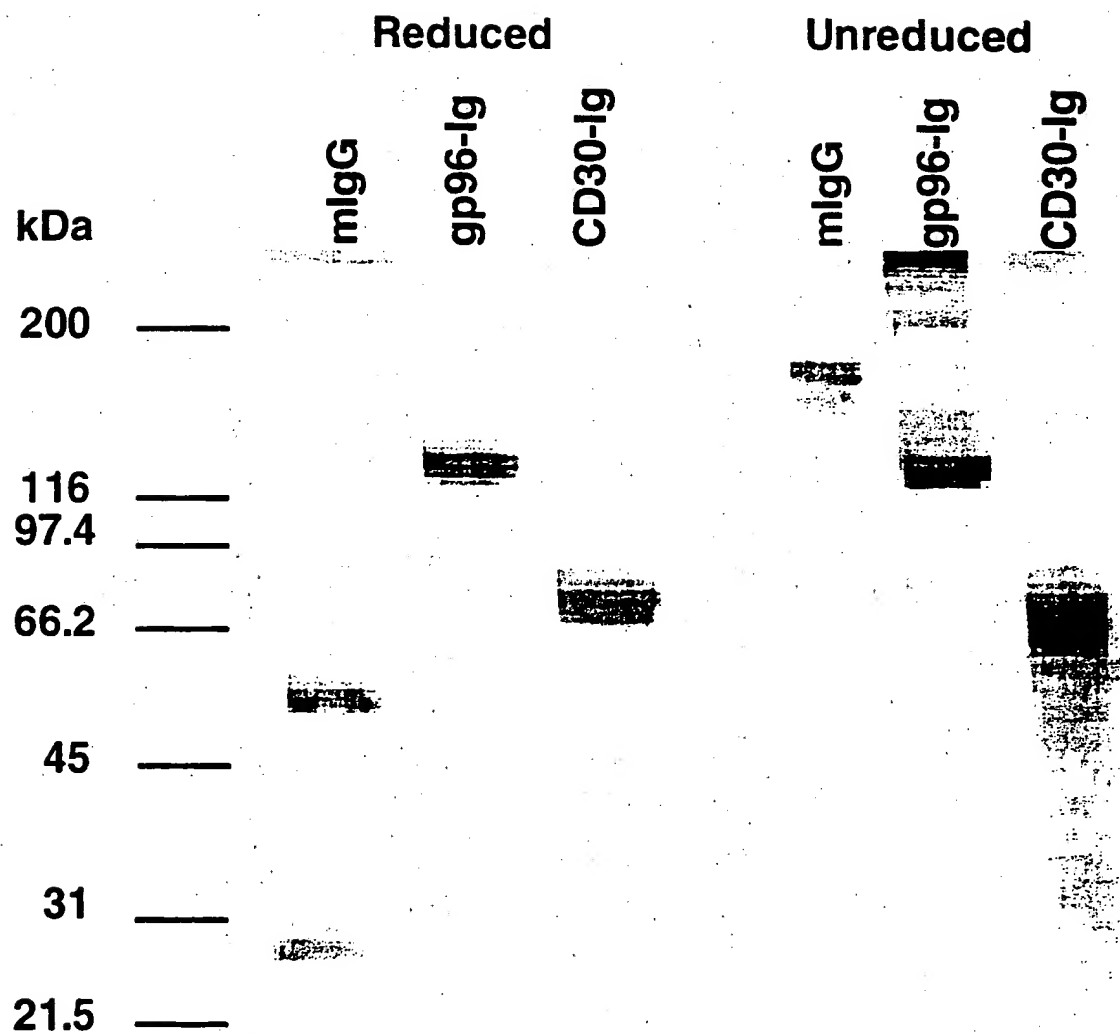 Reduced
Unreduced
mIgG
gp96-Ig
CD30-Ig
mIgG
gp96-Ig
CD30-Ig
kDa
200
116
97.4
66.2
45
31
21.5